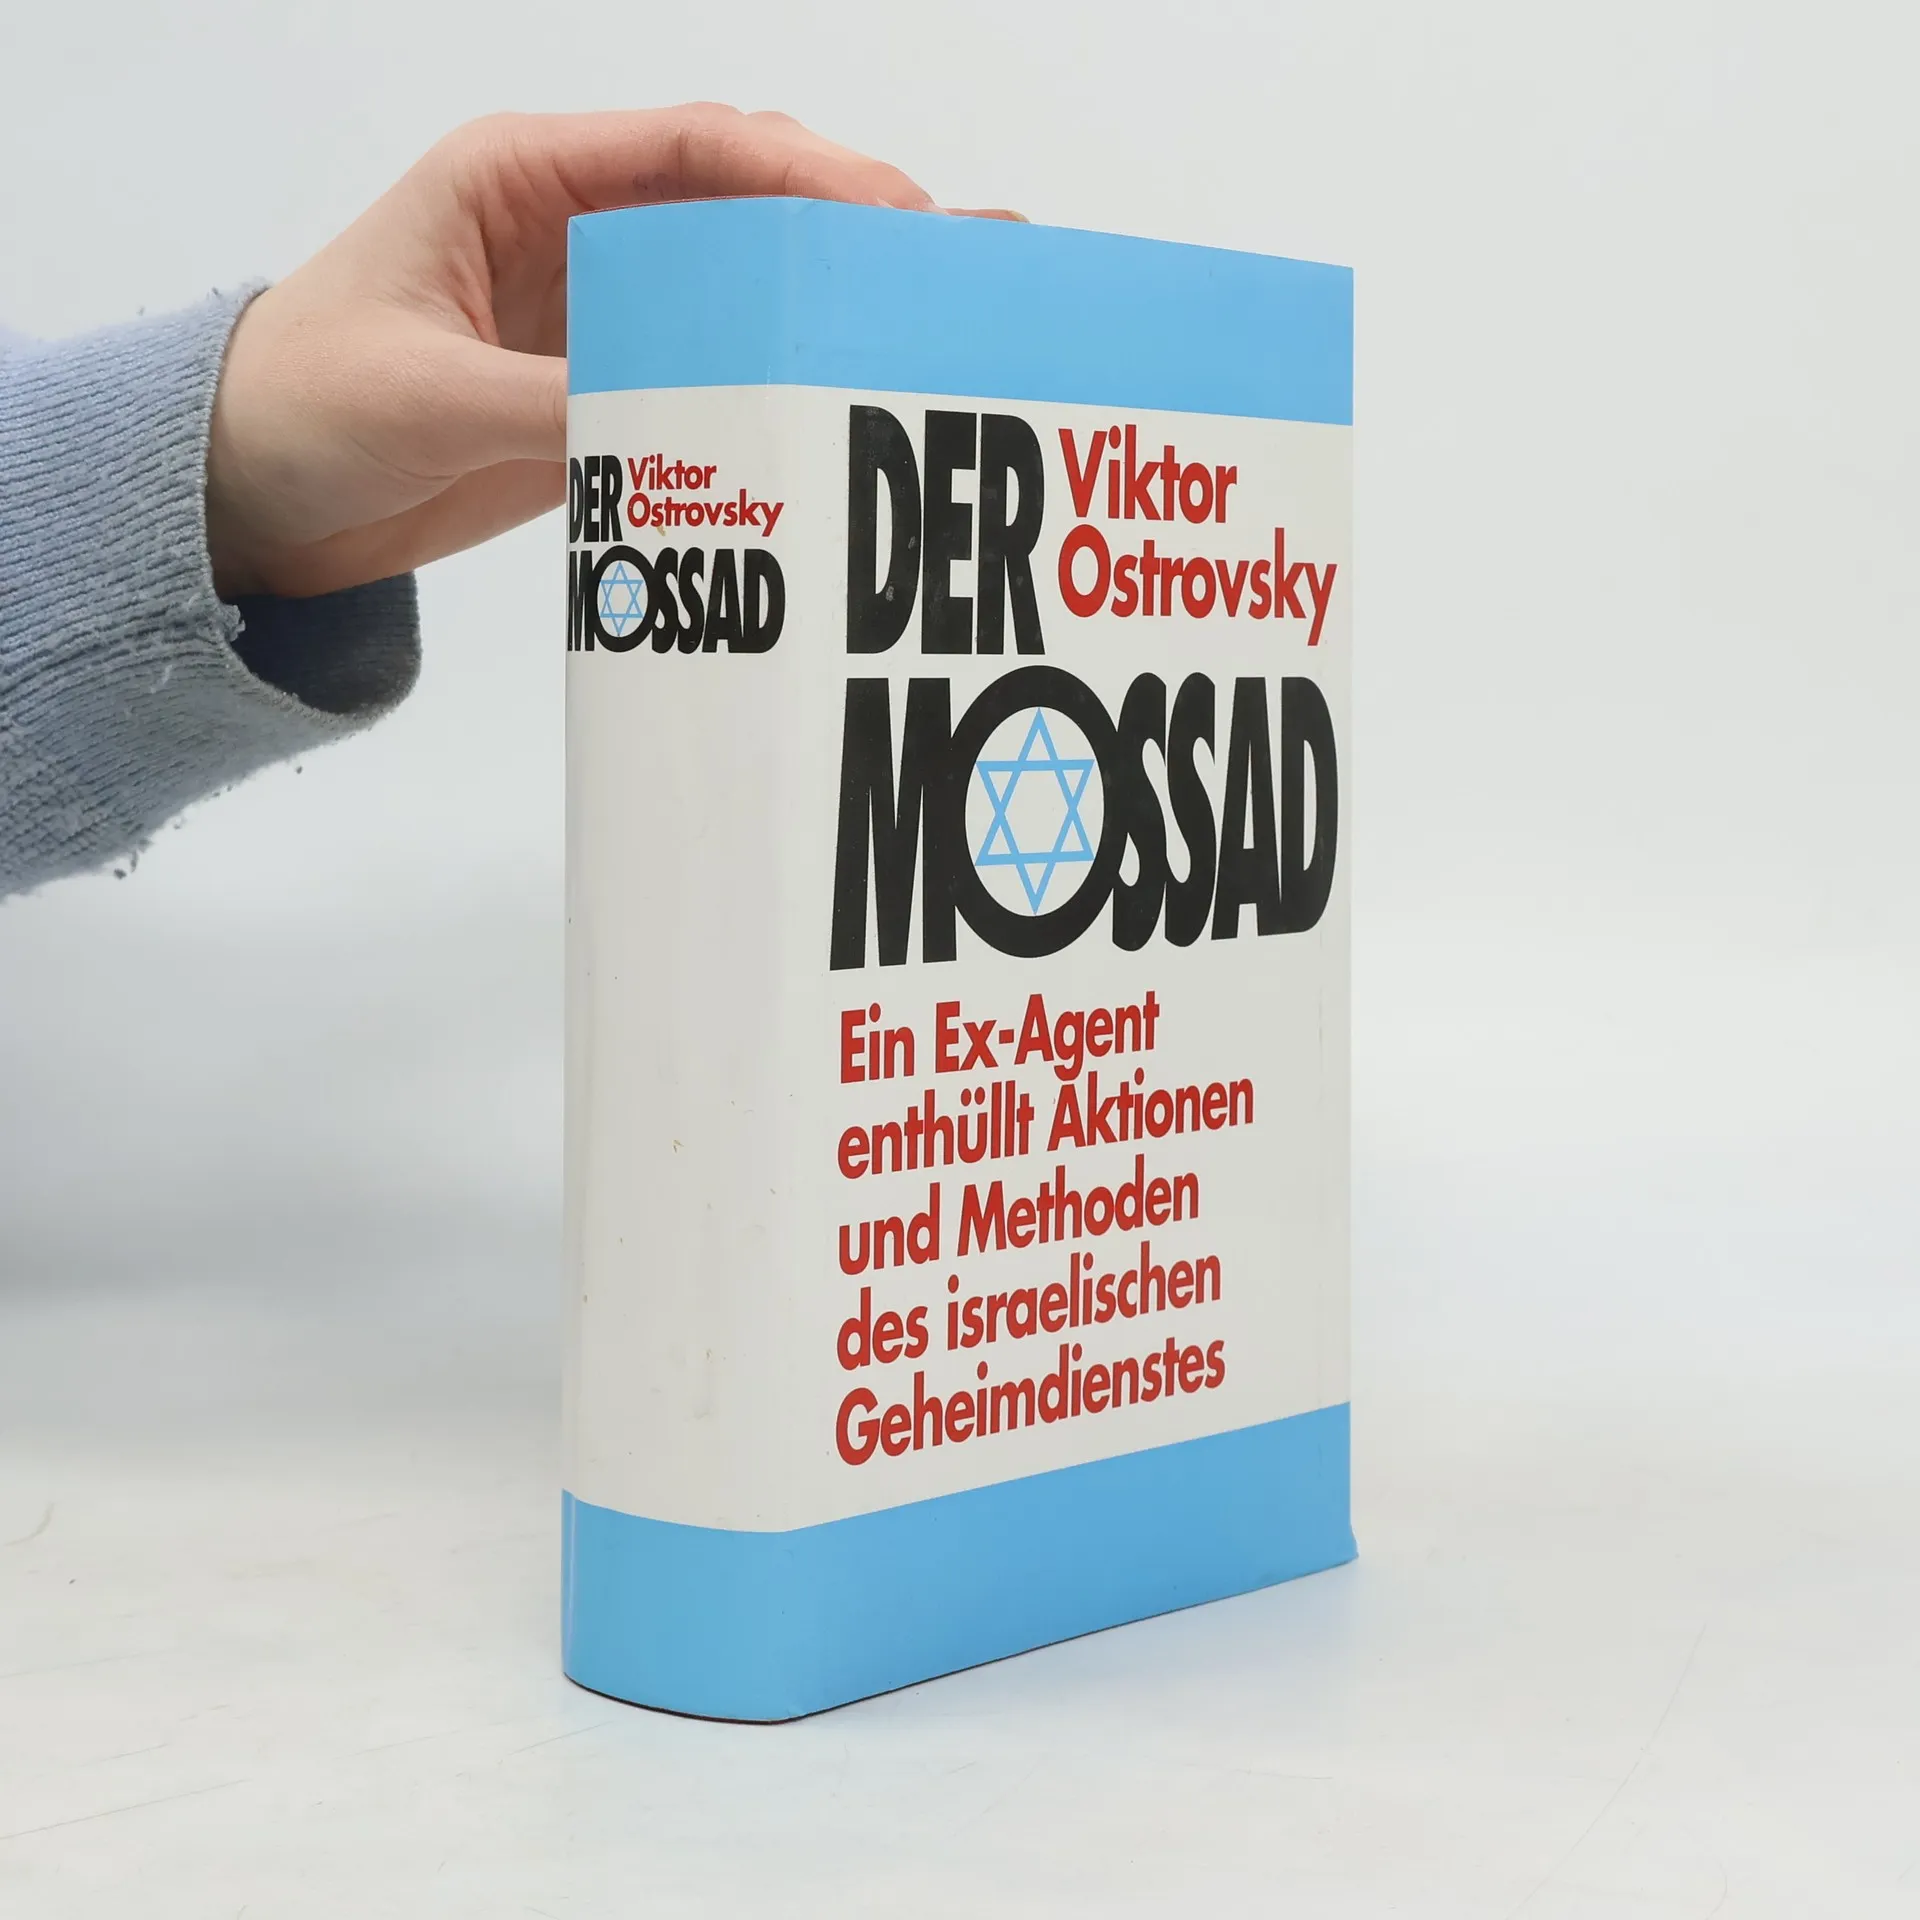 DER
Viktor
Ostrovsky
MOSSAD
DER
Viktor
Ostrovsky
MOSSAD
Ein Ex-Agent
enthüllt Aktionen
und Methoden
des israelischen
Geheimdienstes